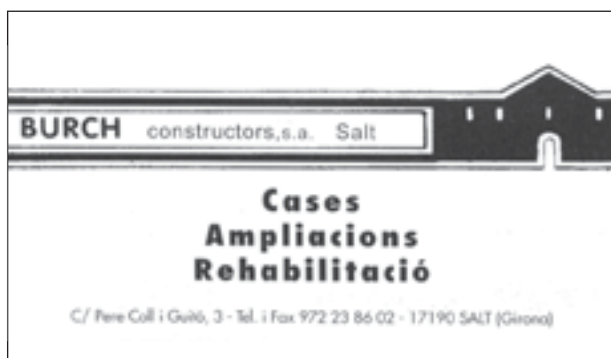 BURCH constructors,s.a. Salt
Cases
Ampliacions
Rehabilitació
C/ Pere Coll i Guitó, 3 - Tel. i Fax 972 23 86 02 - 17190 SALT (Girona)